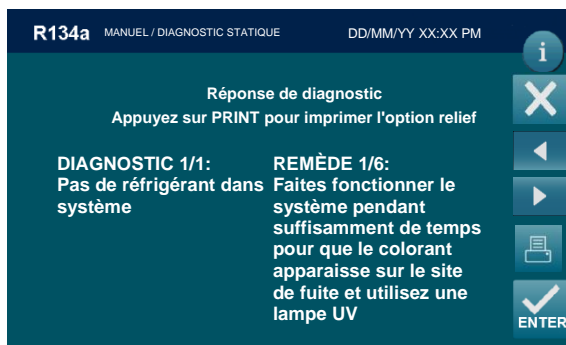 R134a MANUEL / DIAGNOSTIC STATIQUE DD/MM/YY XX:XX PM
i
Réponse de diagnostic
Appuyez sur PRINT pour imprimer l'option relief
DIAGNOSTIC 1/1:
Pas de réfrigérant dans
système
REMÈDE 1/6:
Faites fonctionner le
système pendant
suffisamment de temps
pour que le colorant
apparaisse sur le site
de fuite et utilisez une
lampe UV
ENTER